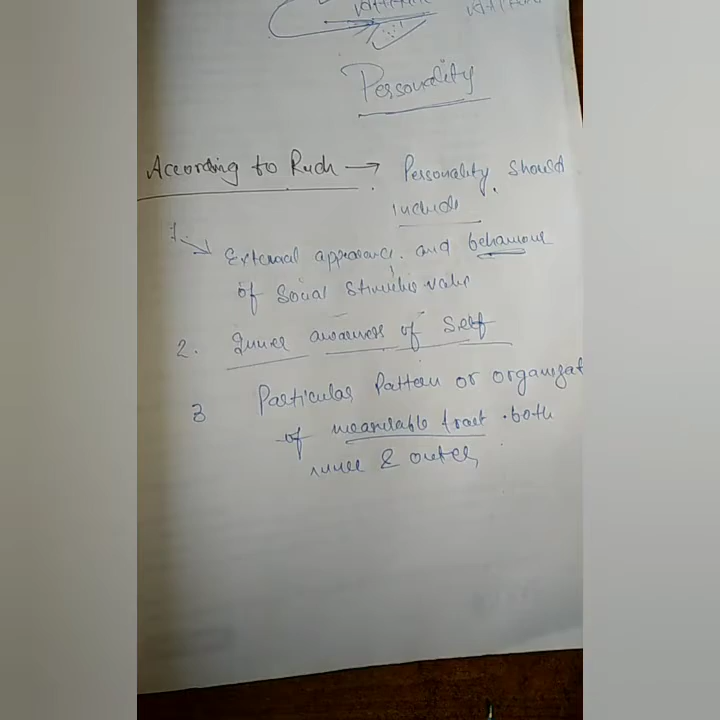 Personality
According to Ruch → Personality should
include
1. External appearance and behaviour
of Social Stimulus value
2. Inner awareness of Self
3 Particular Pattern or organizat
of measurable trait both
inner & outer